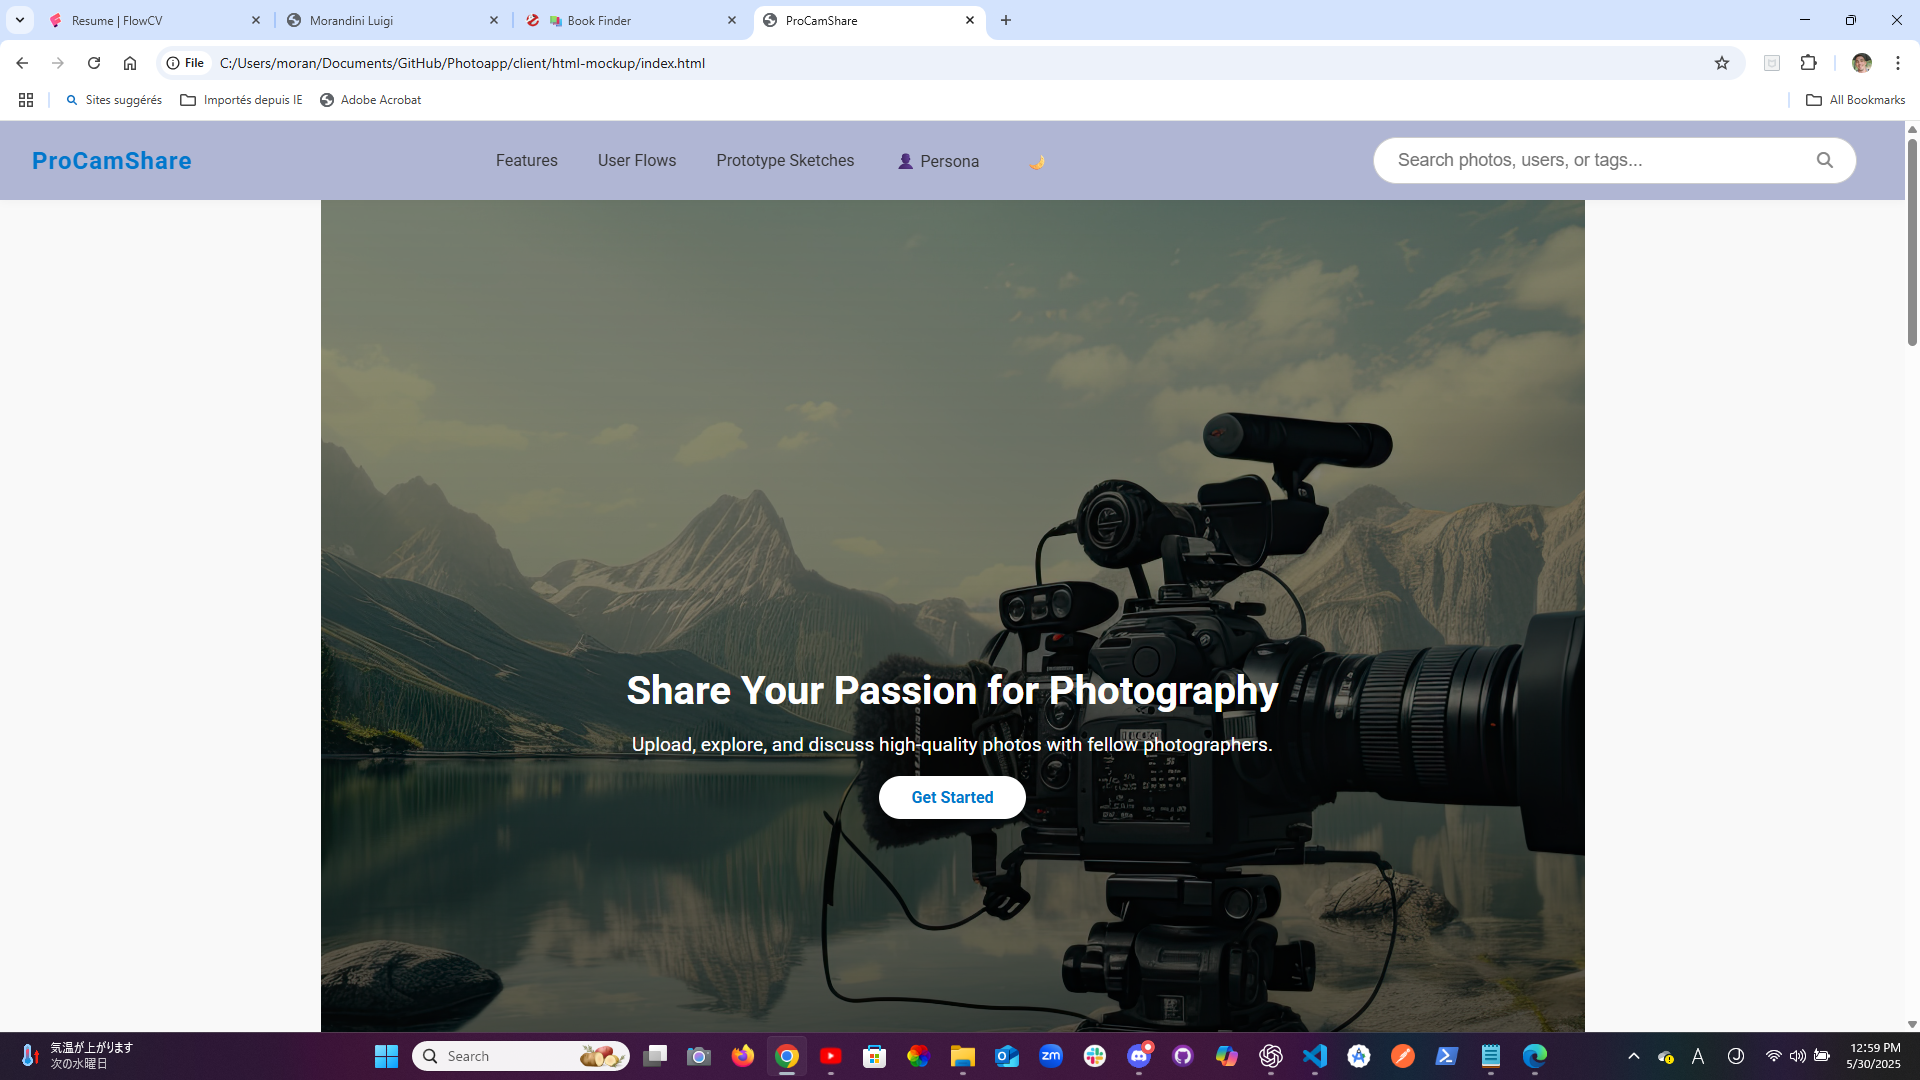 Resume | FlowCV
Morandini Luigi
Book Finder
ProCamShare
File
C:/Users/moran/Documents/GitHub/Photoapp/client/html-mockup/index.html
Sites suggérés
Importés depuis IE
Adobe Acrobat
All Bookmarks
ProCamShare
Features
User Flows
Prototype Sketches
Persona
Search photos, users, or tags...
Share Your Passion for Photography
Upload, explore, and discuss high-quality photos with fellow photographers.
Get Started
気温が上がります
次の水曜日
Search
zm
A
J
12:59 PM
5/30/2025